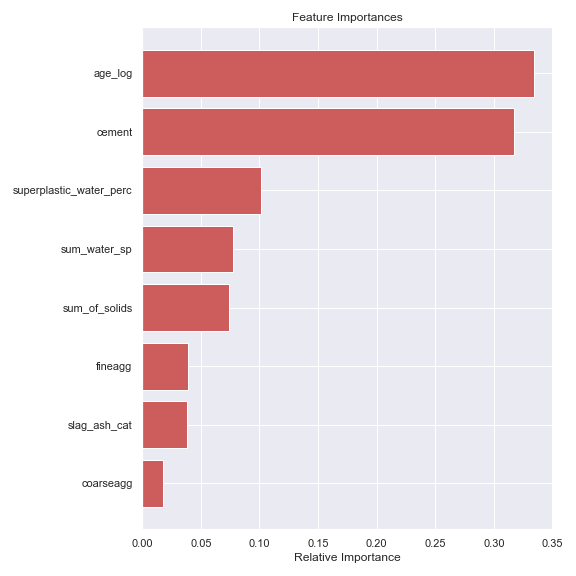 Feature Importances
age_log
cement
superplastic_water_perc
sum_water_sp
sum_of_solids
fineagg
slag_ash_cat
coarseagg
0.00 0.05 0.10 0.15 0.20 0.25 0.30 0.35
Relative Importance